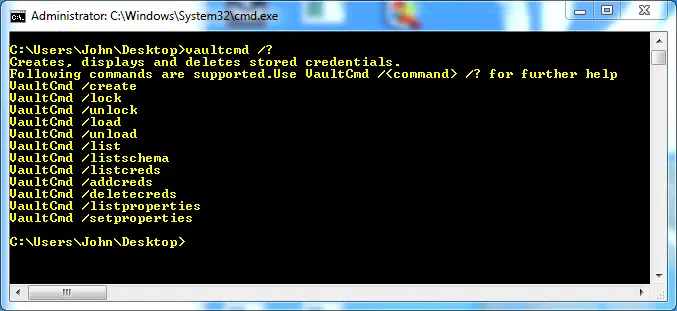 Administrator: C:\Windows\System32\cmd.exe
C:\Users\John\Desktop>vaultcmd /?
Creates, displays and deletes stored credentials.
Following commands are supported.Use VaultCmd /<command> /? for further help
VaultCmd /create
VaultCmd /lock
VaultCmd /unlock
VaultCmd /load
VaultCmd /unload
VaultCmd /list
VaultCmd /listschema
VaultCmd /listcreds
VaultCmd /addcreds
VaultCmd /deletecreds
VaultCmd /listproperties
VaultCmd /setproperties
C:\Users\John\Desktop>